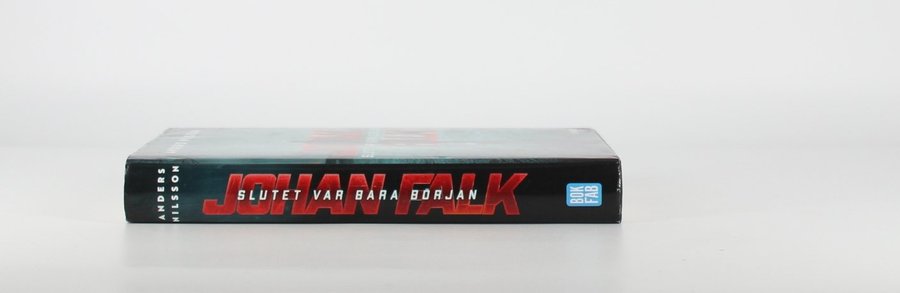 ANDERS
NILSSON
JOHAN FALK
SLUTET VAR BARA BÖRJAN
BOK
FAB